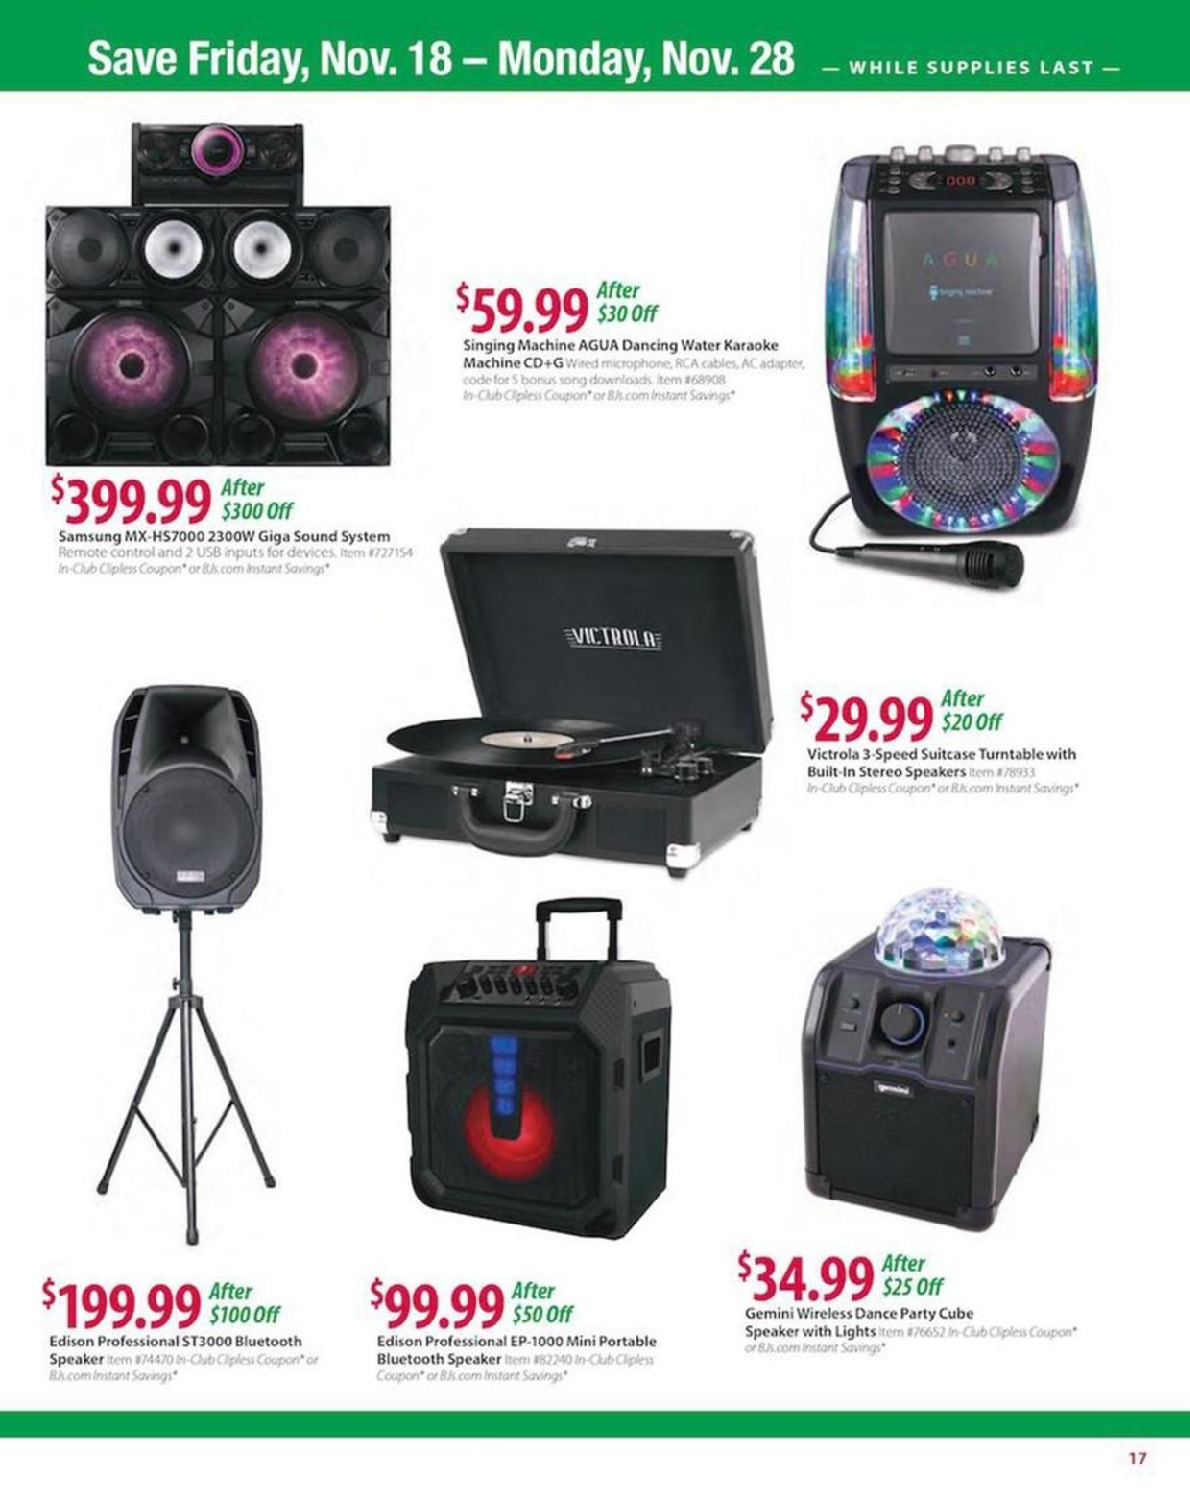 Save Friday, Nov. 18 – Monday, Nov. 28 — WHILE SUPPLIES LAST —
AGUA
singing machine
$59.99 After $30 Off
Singing Machine AGUA Dancing Water Karaoke
Machine CD+G Wired microphone, RCA cables, AC adapter,
code for 5 bonus song downloads. Item #68908
In-Club Clipless Coupon* or BJs.com Instant Savings*
$399.99 After $300 Off
Samsung MX-HS7000 2300W Giga Sound System
Remote control and 2 USB inputs for devices. Item #727154
In-Club Clipless Coupon* or BJs.com Instant Savings*
VICTROLA
$29.99 After $20 Off
Victrola 3-Speed Suitcase Turntable with
Built-In Stereo Speakers Item #78933
In-Club Clipless Coupon* or BJs.com Instant Savings*
gemini
$199.99 After $100 Off
Edison Professional ST3000 Bluetooth
Speaker Item #74470 In-Club Clipless Coupon* or
BJs.com Instant Savings*
$99.99 After $50 Off
Edison Professional EP-1000 Mini Portable
Bluetooth Speaker Item #82240 In-Club Clipless
Coupon* or BJs.com Instant Savings*
$34.99 After $25 Off
Gemini Wireless Dance Party Cube
Speaker with Lights Item #76652 In-Club Clipless Coupon*
or BJs.com Instant Savings*
17